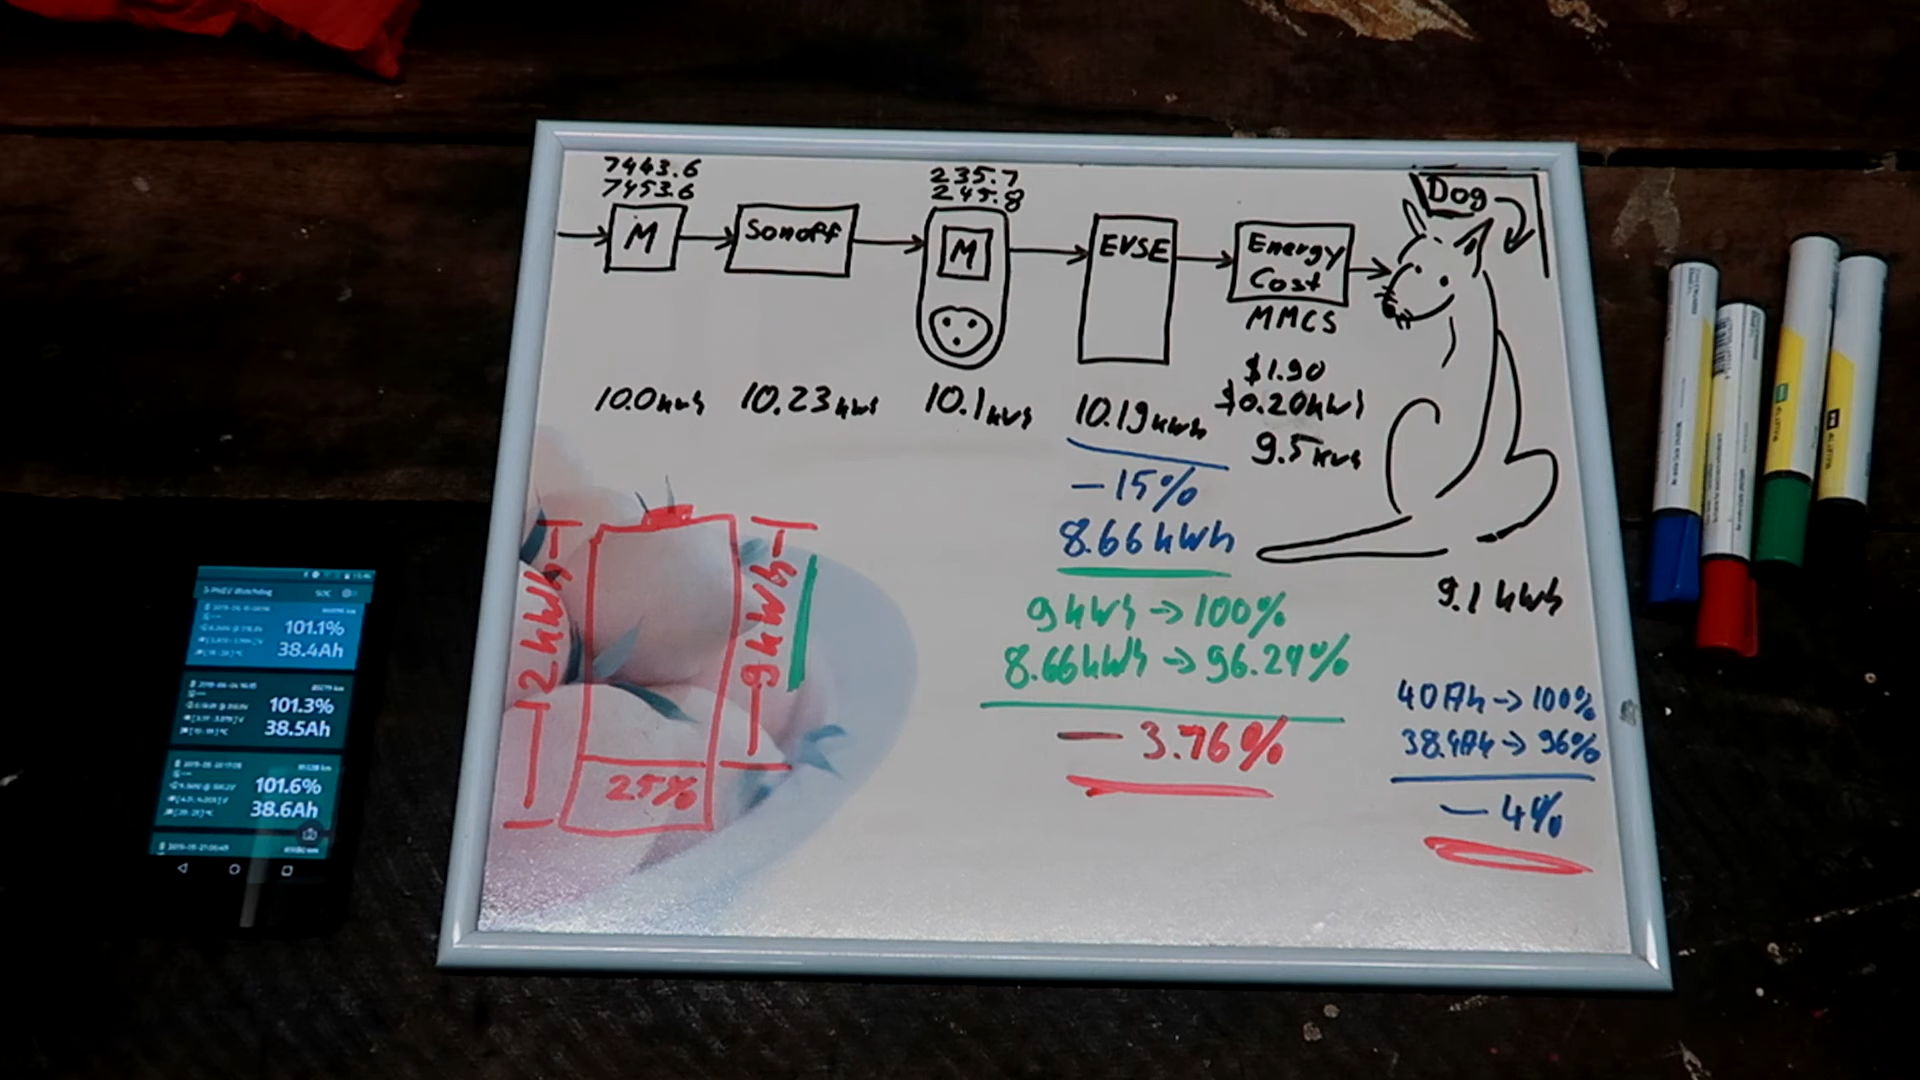 7443.6
7453.6
M
Sonoff
235.7
245.8
M
EVSE
Energy
Cost
MMCS
Dog
10.0kWh
10.23kWh
10.1kWh
10.19kWh
$1.90
$0.20kWh
9.5kWh
-15%
8.66kWh
9.1kWh
12kWh
9kWh
25%
9kWh → 100%
8.66kWh → 96.24%
-3.76%
40Ah → 100%
38.4Ah → 96%
-4%
SOC
101.1%
38.4Ah
101.3%
38.5Ah
101.6%
38.6Ah